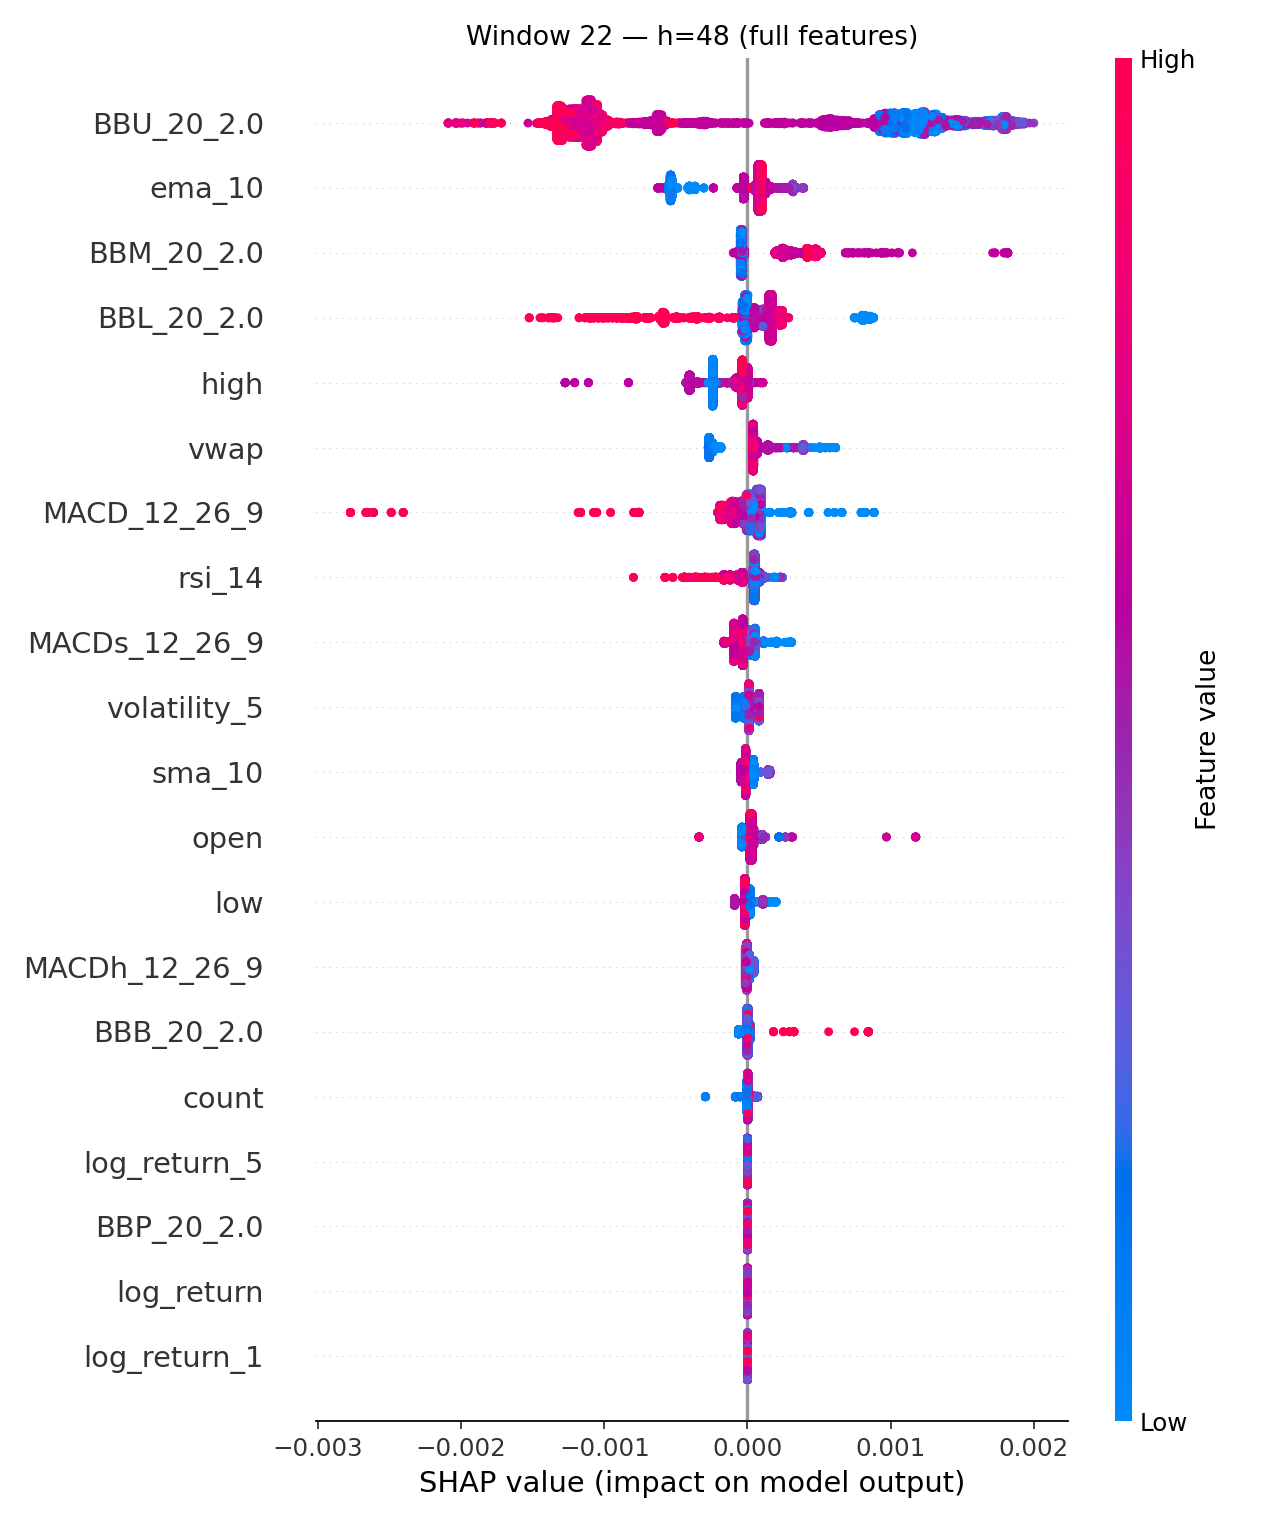 Window 22 — h=48 (full features)
High
BBU_20_2.0
ema_10
BBM_20_2.0
BBL_20_2.0
high
vwap
MACD_12_26_9
rsi_14
MACDs_12_26_9
volatility_5
sma_10
open
low
MACDh_12_26_9
BBB_20_2.0
count
log_return_5
BBP_20_2.0
log_return
log_return_1
Feature value
Low
−0.003 −0.002 −0.001 0.000 0.001 0.002
SHAP value (impact on model output)